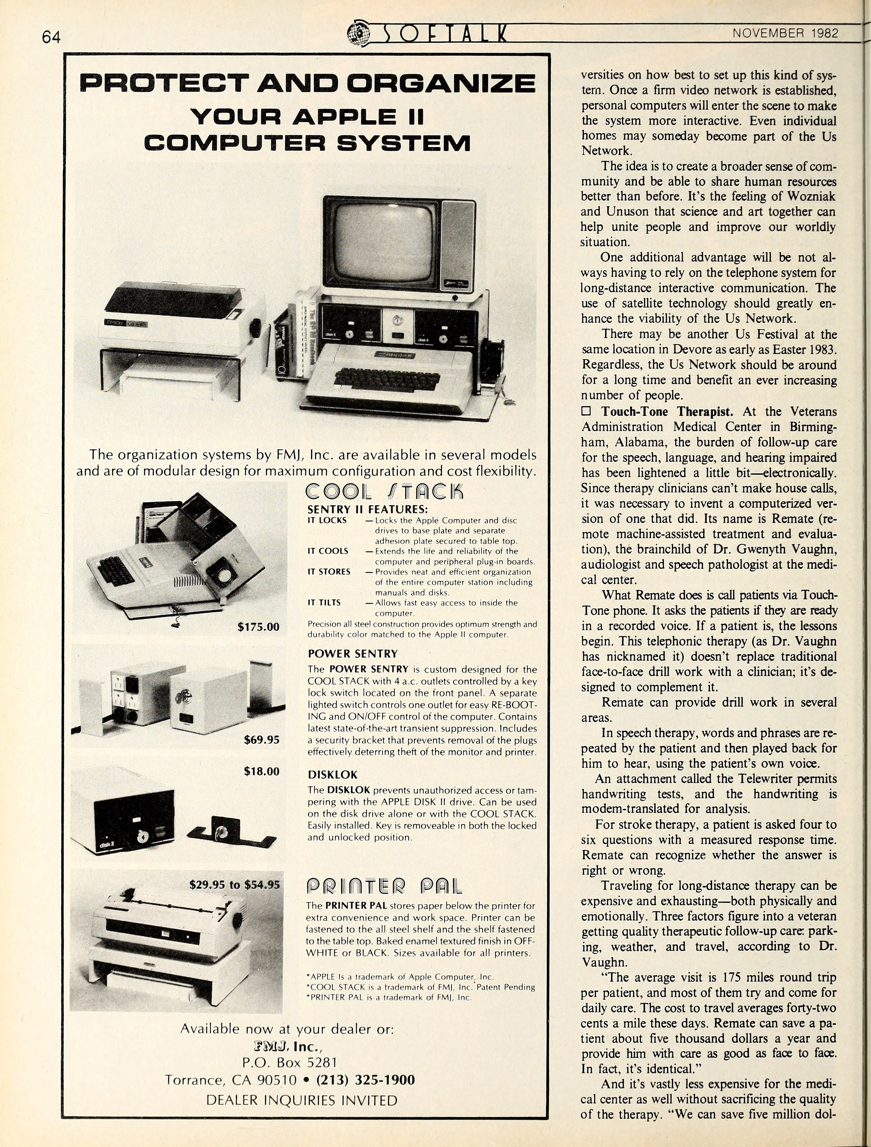 64
SOFTALK
NOVEMBER 1982
PROTECT AND ORGANIZE
YOUR APPLE II
COMPUTER SYSTEM
The organization systems by FMJ, Inc. are available in several models
and are of modular design for maximum configuration and cost flexibility.
COOL STACK
SENTRY II FEATURES:
IT LOCKS —Locks the Apple Computer and disc
drives to base plate and separate
adhesion plate secured to table top.
IT COOLS —Extends the life and reliability of the
computer and peripheral plug-in boards.
IT STORES —Provides neat and efficient organization
of the entire computer station including
manuals and disks.
IT TILTS —Allows fast easy access to inside the
computer.
Precision all steel construction provides optimum strength and
durability color matched to the Apple II computer.
$175.00
POWER SENTRY
The POWER SENTRY is custom designed for the
COOL STACK with 4 a.c. outlets controlled by a key
lock switch located on the front panel. A separate
lighted switch controls one outlet for easy RE-BOOT-
ING and ON/OFF control of the computer. Contains
latest state-of-the-art transient suppression. Includes
a security bracket that prevents removal of the plugs
effectively deterring theft of the monitor and printer.
$69.95
$18.00
disk II
DISKLOK
The DISKLOK prevents unauthorized access or tam-
pering with the APPLE DISK II drive. Can be used
on the disk drive alone or with the COOL STACK.
Easily installed. Key is removeable in both the locked
and unlocked position.
$29.95 to $54.95
PRINTER PAL
The PRINTER PAL stores paper below the printer for
extra convenience and work space. Printer can be
fastened to the all steel shelf and the shelf fastened
to the table top. Baked enamel textured finish in OFF-
WHITE or BLACK. Sizes available for all printers.
*APPLE Is a trademark of Apple Computer, Inc.
*COOL STACK is a trademark of FMJ, Inc. Patent Pending
*PRINTER PAL is a trademark of FMJ, Inc.
Available now at your dealer or:
FMJ, Inc.,
P.O. Box 5281
Torrance, CA 90510 • (213) 325-1900
DEALER INQUIRIES INVITED
versities on how best to set up this kind of sys-
tem. Once a firm video network is established,
personal computers will enter the scene to make
the system more interactive. Even individual
homes may someday become part of the Us
Network.
The idea is to create a broader sense of com-
munity and be able to share human resources
better than before. It's the feeling of Wozniak
and Unuson that science and art together can
help unite people and improve our worldly
situation.
One additional advantage will be not al-
ways having to rely on the telephone system for
long-distance interactive communication. The
use of satellite technology should greatly en-
hance the viability of the Us Network.
There may be another Us Festival at the
same location in Devore as early as Easter 1983.
Regardless, the Us Network should be around
for a long time and benefit an ever increasing
number of people.
□ Touch-Tone Therapist. At the Veterans
Administration Medical Center in Birming-
ham, Alabama, the burden of follow-up care
for the speech, language, and hearing impaired
has been lightened a little bit—electronically.
Since therapy clinicians can't make house calls,
it was necessary to invent a computerized ver-
sion of one that did. Its name is Remate (re-
mote machine-assisted treatment and evalua-
tion), the brainchild of Dr. Gwenyth Vaughn,
audiologist and speech pathologist at the medi-
cal center.
What Remate does is call patients via Touch-
Tone phone. It asks the patients if they are ready
in a recorded voice. If a patient is, the lessons
begin. This telephonic therapy (as Dr. Vaughn
has nicknamed it) doesn't replace traditional
face-to-face drill work with a clinician; it's de-
signed to complement it.
Remate can provide drill work in several
areas.
In speech therapy, words and phrases are re-
peated by the patient and then played back for
him to hear, using the patient's own voice.
An attachment called the Telewriter permits
handwriting tests, and the handwriting is
modem-translated for analysis.
For stroke therapy, a patient is asked four to
six questions with a measured response time.
Remate can recognize whether the answer is
right or wrong.
Traveling for long-distance therapy can be
expensive and exhausting—both physically and
emotionally. Three factors figure into a veteran
getting quality therapeutic follow-up care: park-
ing, weather, and travel, according to Dr.
Vaughn.
"The average visit is 175 miles round trip
per patient, and most of them try and come for
daily care. The cost to travel averages forty-two
cents a mile these days. Remate can save a pa-
tient about five thousand dollars a year and
provide him with care as good as face to face.
In fact, it's identical."
And it's vastly less expensive for the medi-
cal center as well without sacrificing the quality
of the therapy. "We can save five million dol-